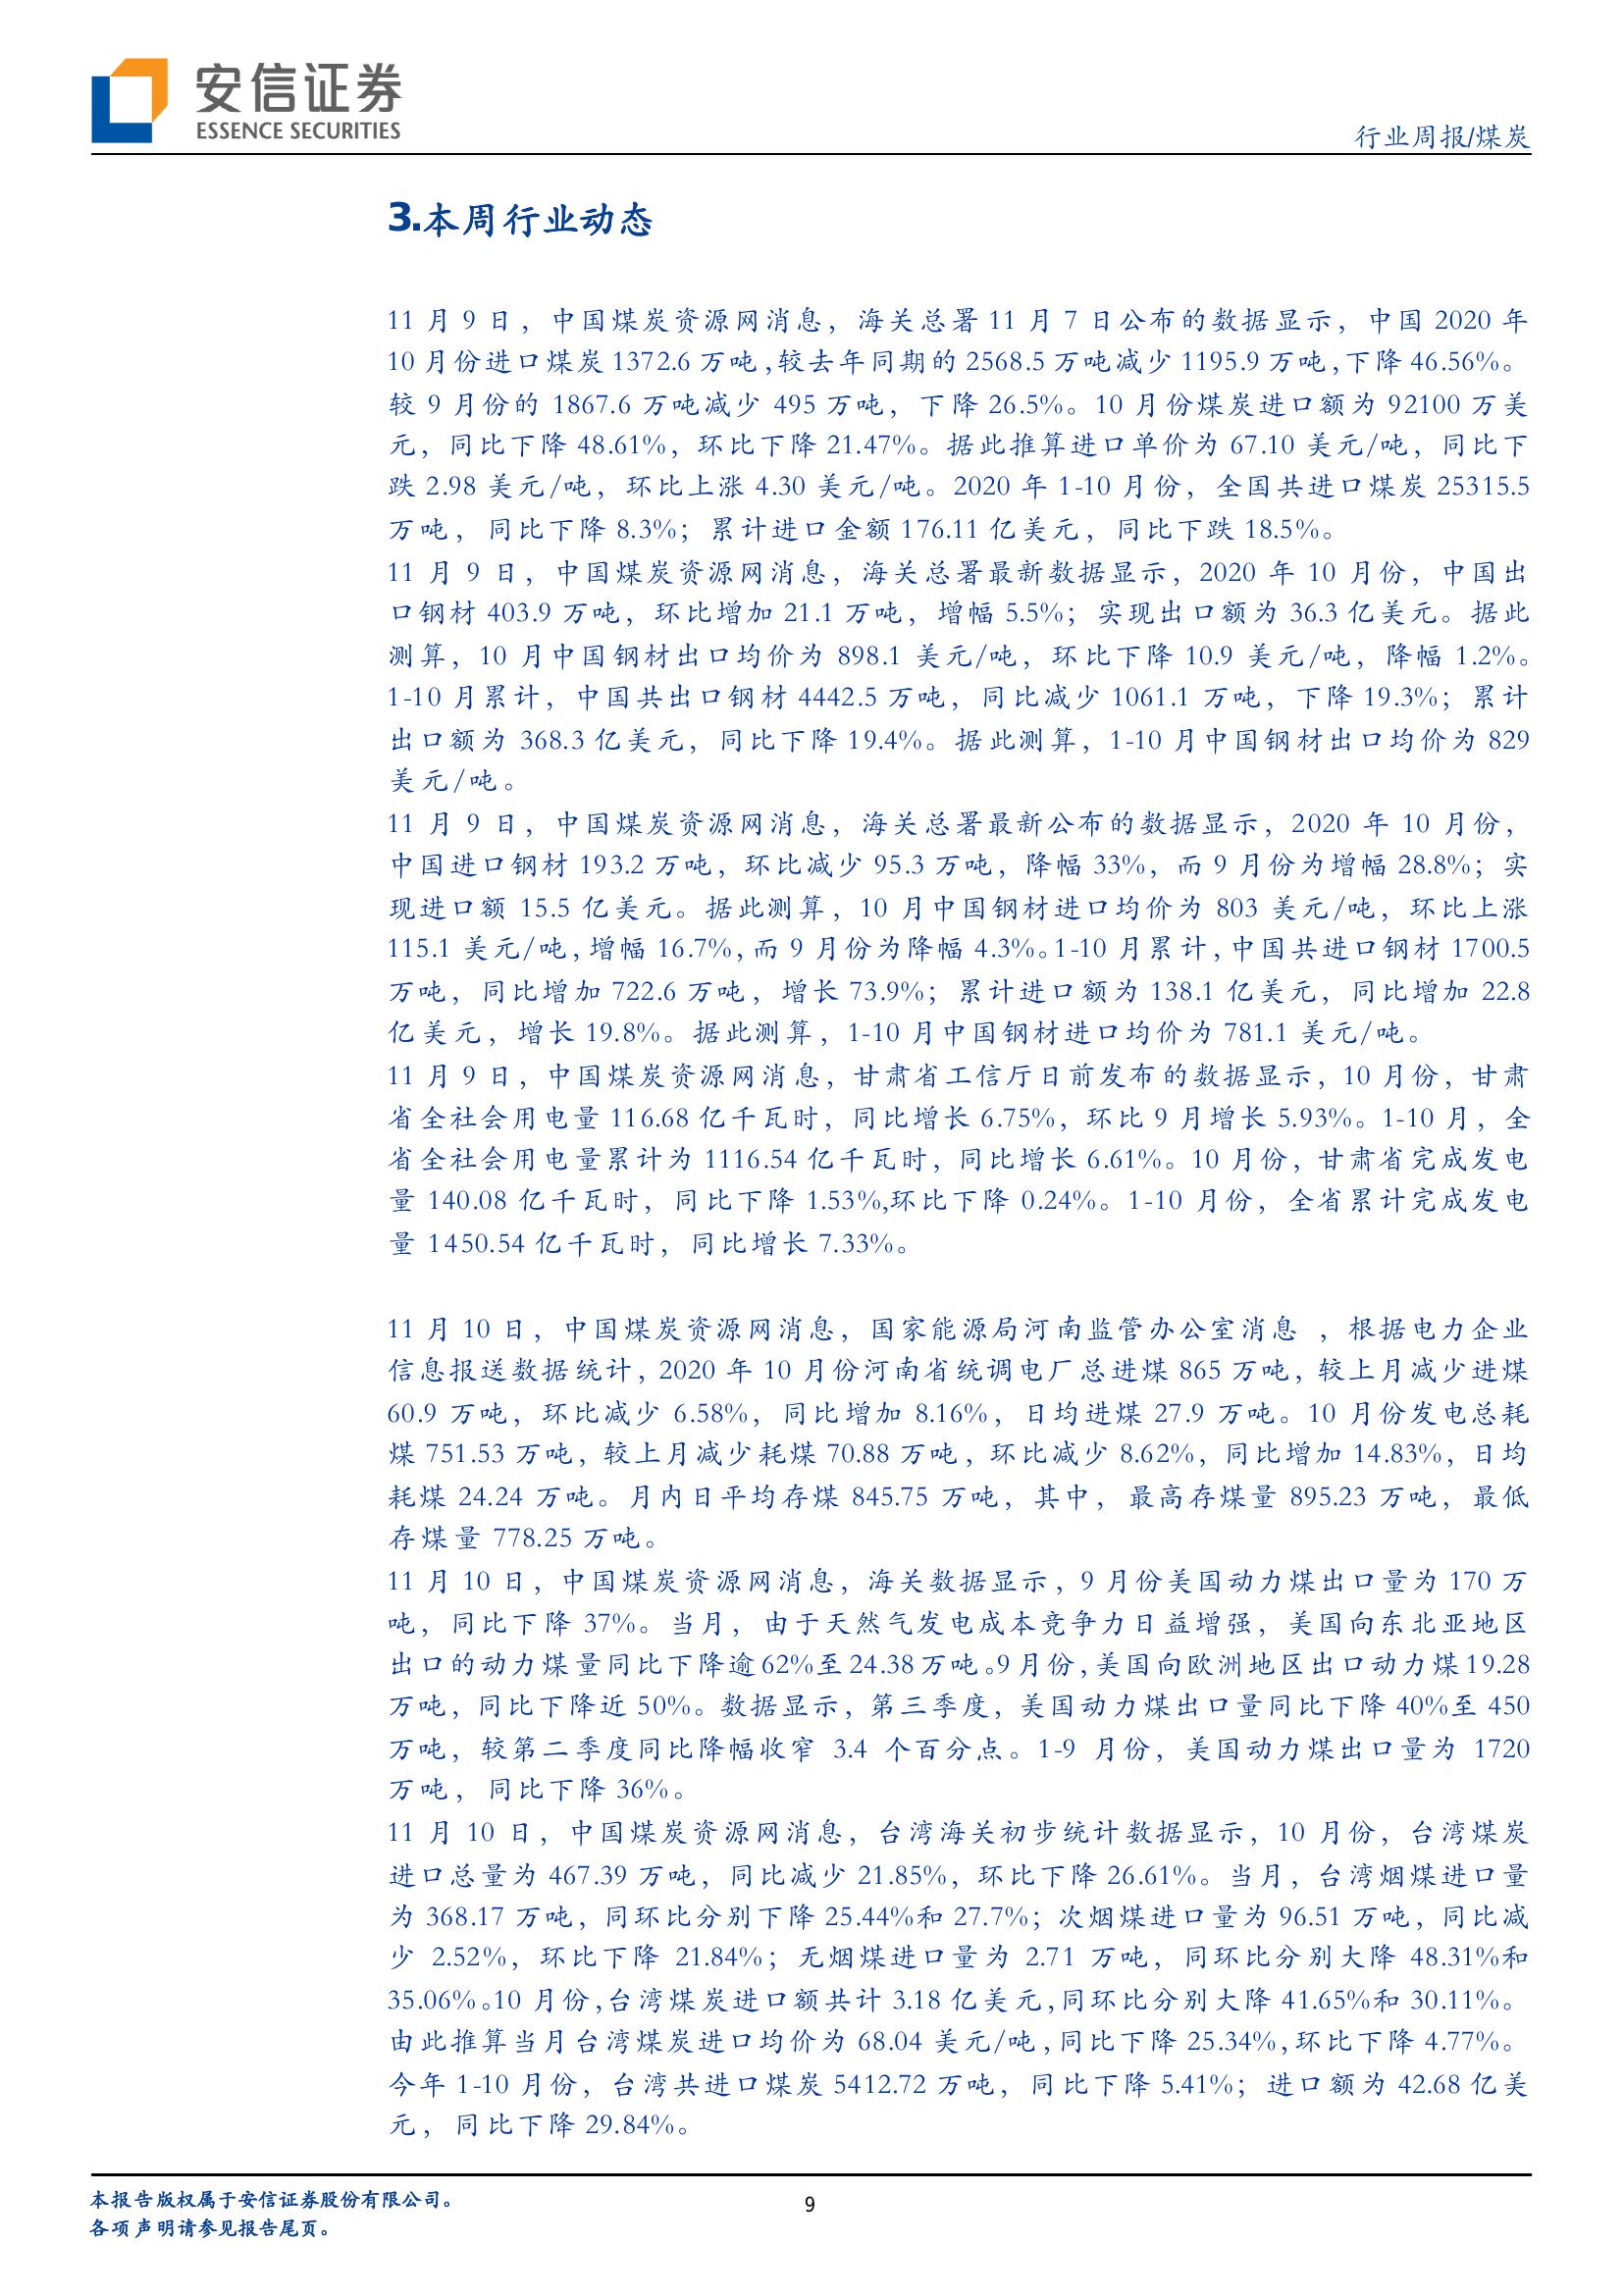 安信证券
ESSENCE SECURITIES
行业周报/煤炭
3.本周行业动态
11 月 9 日，中国煤炭资源网消息，海关总署 11 月 7 日公布的数据显示，中国 2020 年
10 月份进口煤炭 1372.6 万吨,较去年同期的 2568.5 万吨减少 1195.9 万吨,下降 46.56%。
较 9 月份的 1867.6 万吨减少 495 万吨，下降 26.5%。10 月份煤炭进口额为 92100 万美
元，同比下降 48.61%，环比下降 21.47%。据此推算进口单价为 67.10 美元/吨，同比下
跌 2.98 美元/吨，环比上涨 4.30 美元/吨。2020 年 1-10 月份，全国共进口煤炭 25315.5
万吨，同比下降 8.3%；累计进口金额 176.11 亿美元，同比下跌 18.5%。
11 月 9 日，中国煤炭资源网消息，海关总署最新数据显示，2020 年 10 月份，中国出
口钢材 403.9 万吨，环比增加 21.1 万吨，增幅 5.5%；实现出口额为 36.3 亿美元。据此
测算，10 月中国钢材出口均价为 898.1 美元/吨，环比下降 10.9 美元/吨，降幅 1.2%。
1-10 月累计，中国共出口钢材 4442.5 万吨，同比减少 1061.1 万吨，下降 19.3%；累计
出口额为 368.3 亿美元，同比下降 19.4%。据此测算，1-10 月中国钢材出口均价为 829
美元/吨。
11 月 9 日，中国煤炭资源网消息，海关总署最新公布的数据显示，2020 年 10 月份，
中国进口钢材 193.2 万吨，环比减少 95.3 万吨，降幅 33%，而 9 月份为增幅 28.8%；实
现进口额 15.5 亿美元。据此测算，10 月中国钢材进口均价为 803 美元/吨，环比上涨
115.1 美元/吨,增幅 16.7%,而 9 月份为降幅 4.3%。1-10 月累计,中国共进口钢材 1700.5
万吨，同比增加 722.6 万吨，增长 73.9%；累计进口额为 138.1 亿美元，同比增加 22.8
亿美元，增长 19.8%。据此测算，1-10 月中国钢材进口均价为 781.1 美元/吨。
11 月 9 日，中国煤炭资源网消息，甘肃省工信厅日前发布的数据显示，10 月份，甘肃
省全社会用电量 116.68 亿千瓦时，同比增长 6.75%，环比 9 月增长 5.93%。1-10 月，全
省全社会用电量累计为 1116.54 亿千瓦时，同比增长 6.61%。10 月份，甘肃省完成发电
量 140.08 亿千瓦时，同比下降 1.53%,环比下降 0.24%。1-10 月份，全省累计完成发电
量 1450.54 亿千瓦时，同比增长 7.33%。
11 月 10 日，中国煤炭资源网消息，国家能源局河南监管办公室消息 ，根据电力企业
信息报送数据统计，2020 年 10 月份河南省统调电厂总进煤 865 万吨，较上月减少进煤
60.9 万吨，环比减少 6.58%，同比增加 8.16%，日均进煤 27.9 万吨。10 月份发电总耗
煤 751.53 万吨，较上月减少耗煤 70.88 万吨，环比减少 8.62%，同比增加 14.83%，日均
耗煤 24.24 万吨。月内日平均存煤 845.75 万吨，其中，最高存煤量 895.23 万吨，最低
存煤量 778.25 万吨。
11 月 10 日，中国煤炭资源网消息，海关数据显示，9 月份美国动力煤出口量为 170 万
吨，同比下降 37%。当月，由于天然气发电成本竞争力日益增强，美国向东北亚地区
出口的动力煤量同比下降逾 62%至 24.38 万吨。9 月份,美国向欧洲地区出口动力煤 19.28
万吨，同比下降近 50%。数据显示，第三季度，美国动力煤出口量同比下降 40%至 450
万吨，较第二季度同比降幅收窄 3.4 个百分点。1-9 月份，美国动力煤出口量为 1720
万吨，同比下降 36%。
11 月 10 日，中国煤炭资源网消息，台湾海关初步统计数据显示，10 月份，台湾煤炭
进口总量为 467.39 万吨，同比减少 21.85%，环比下降 26.61%。当月，台湾烟煤进口量
为 368.17 万吨，同环比分别下降 25.44%和 27.7%；次烟煤进口量为 96.51 万吨，同比减
少 2.52%，环比下降 21.84%；无烟煤进口量为 2.71 万吨，同环比分别大降 48.31%和
35.06%。10 月份,台湾煤炭进口额共计 3.18 亿美元,同环比分别大降 41.65%和 30.11%。
由此推算当月台湾煤炭进口均价为 68.04 美元/吨,同比下降 25.34%,环比下降 4.77%。
今年 1-10 月份，台湾共进口煤炭 5412.72 万吨，同比下降 5.41%；进口额为 42.68 亿美
元，同比下降 29.84%。
本报告版权属于安信证券股份有限公司。
9
各项声明请参见报告尾页。